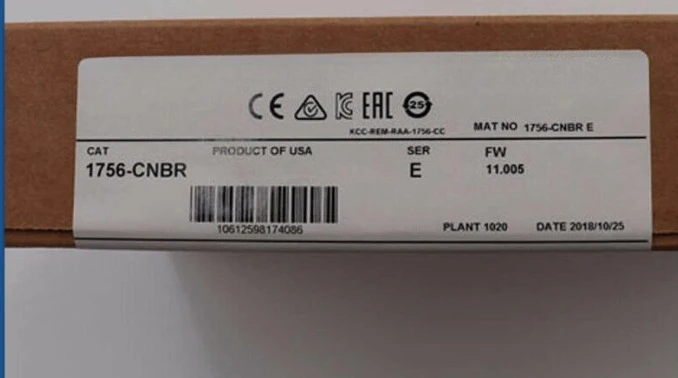 CE EAC 25
KCC-REM-RAA-1756-CC
MAT NO 1756-CNBR E
CAT PRODUCT OF USA SER FW
1756-CNBR E 11.005
10612598174086
PLANT 1020 DATE 2018/10/25